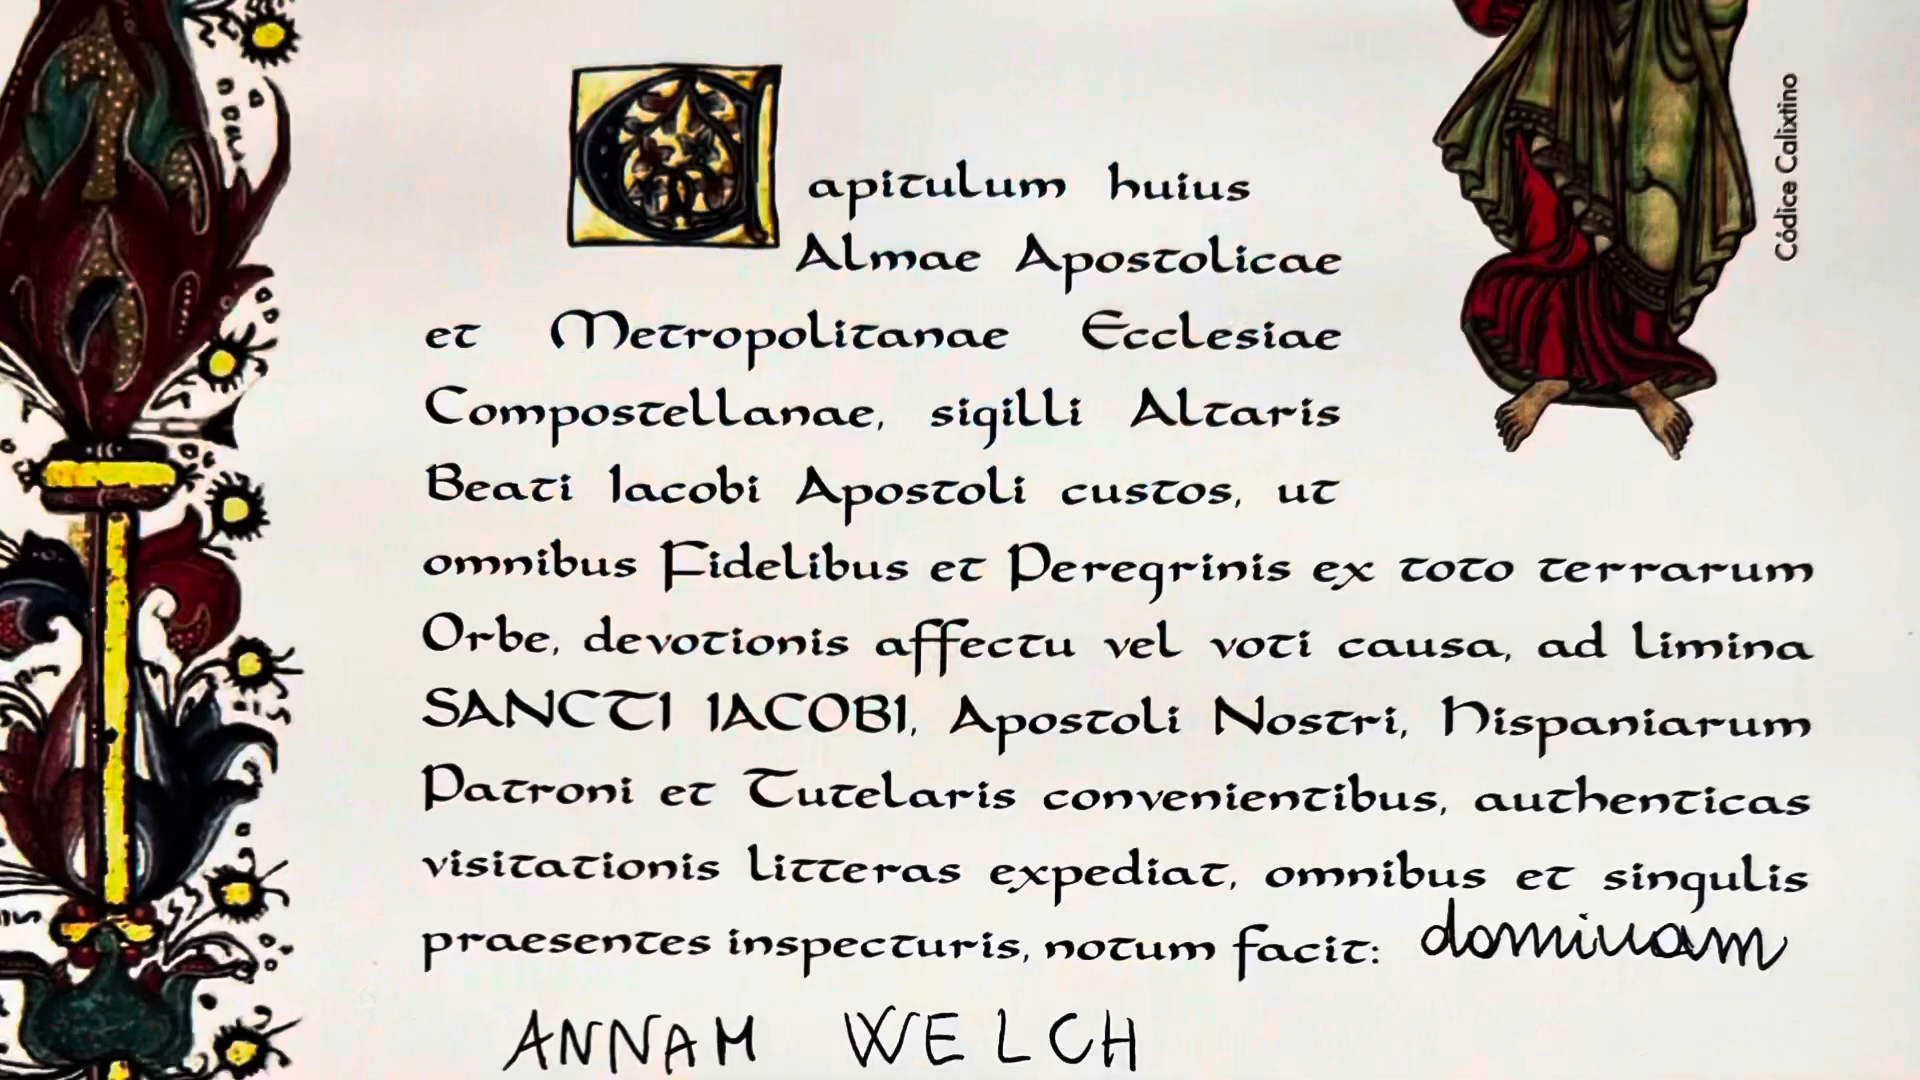 Capitulum huius
Almae Apostolicae
et Metropolitanae Ecclesiae
Compostellanae, sigilli Altaris
Beati Iacobi Apostoli custos, ut
omnibus Fidelibus et Peregrinis ex toto terrarum
Orbe, devotionis affectu vel voti causa, ad limina
SANCTI IACOBI, Apostoli Nostri, Hispaniarum
Patroni et Tutelaris convenientibus, authenticas
visitationis litteras expediat, omnibus et singulis
praesentes inspecturis, notum facit: dominam
ANNAM WELCH
Códice Calixtino